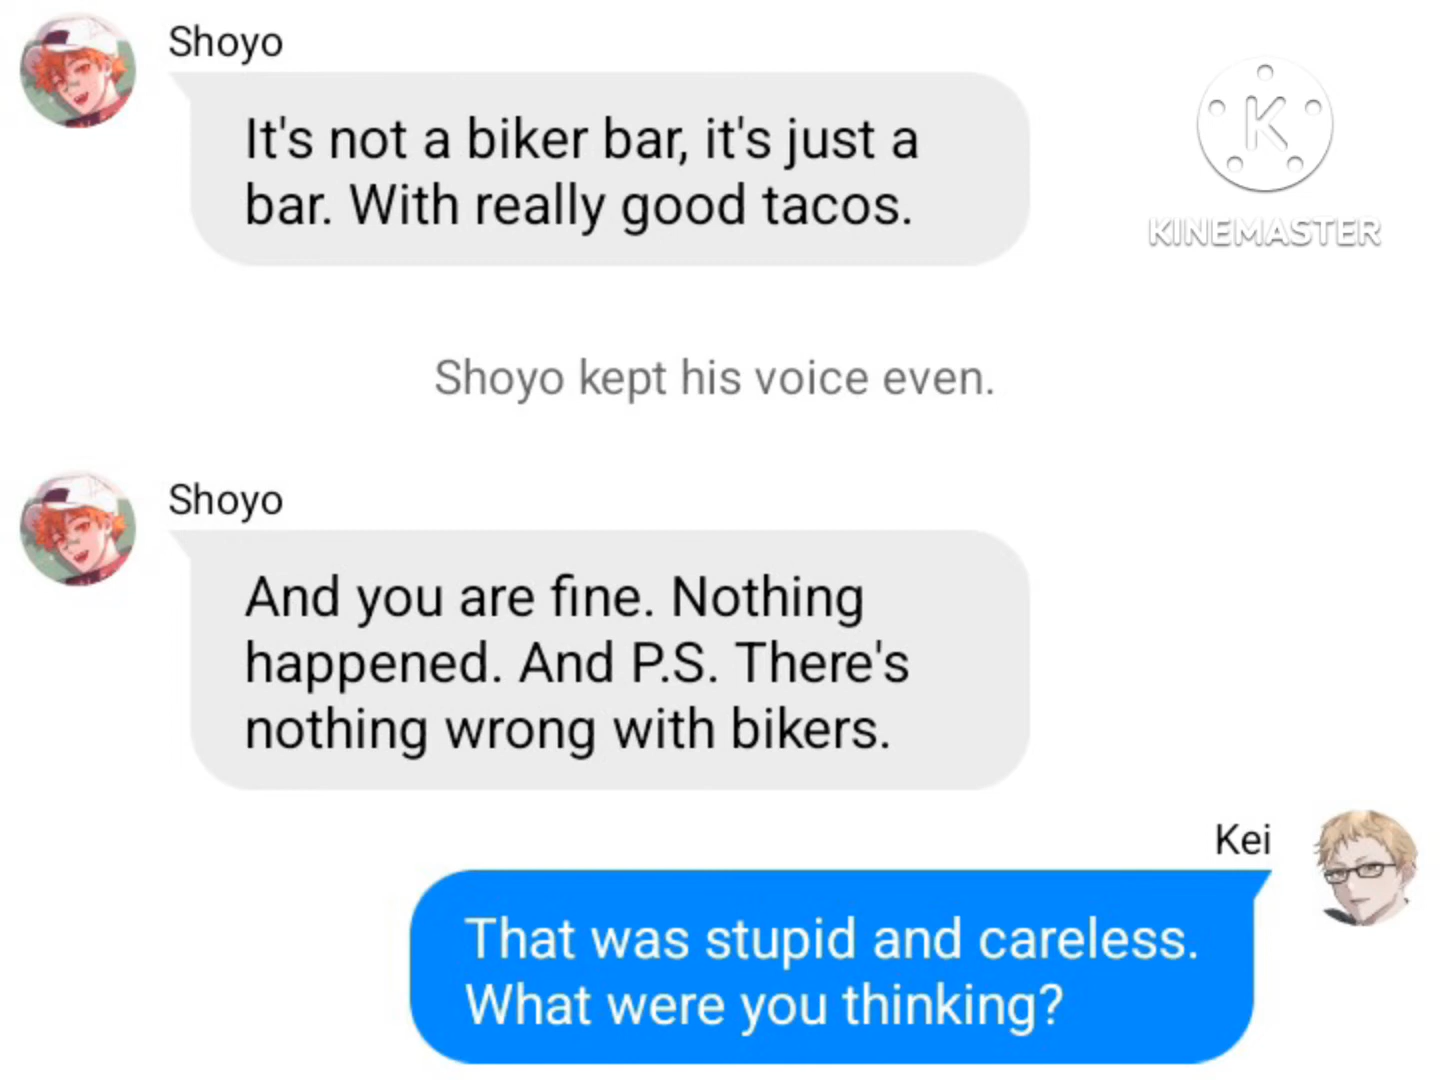 Shoyo
It's not a biker bar, it's just a
bar. With really good tacos.
K
KINEMASTER
Shoyo kept his voice even.
Shoyo
And you are fine. Nothing
happened. And P.S. There's
nothing wrong with bikers.
Kei
That was stupid and careless.
What were you thinking?